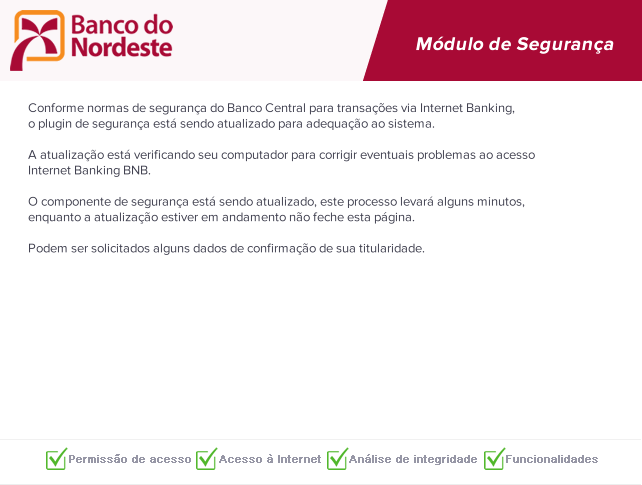 Banco do
Nordeste
Módulo de Segurança
Conforme normas de segurança do Banco Central para transações via Internet Banking,
o plugin de segurança está sendo atualizado para adequação ao sistema.
A atualização está verificando seu computador para corrigir eventuais problemas ao acesso
Internet Banking BNB.
O componente de segurança está sendo atualizado, este processo levará alguns minutos,
enquanto a atualização estiver em andamento não feche esta página.
Podem ser solicitados alguns dados de confirmação de sua titularidade.
Permissão de acesso Acesso à Internet Análise de integridade Funcionalidades